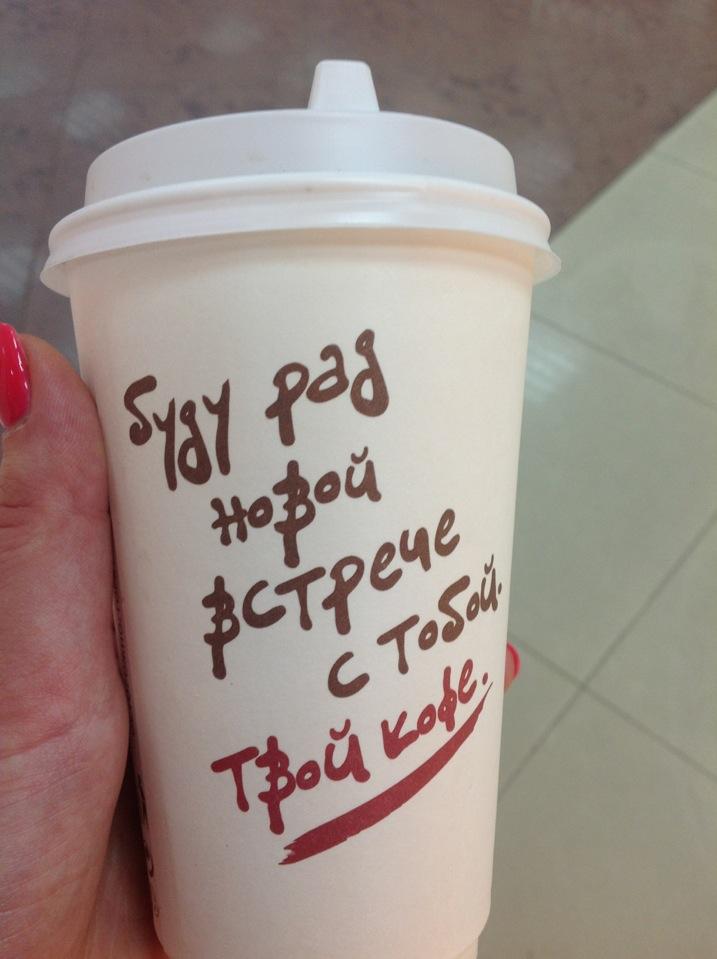 буду рад
новой
встрече
с тобой.
Твой кофе.